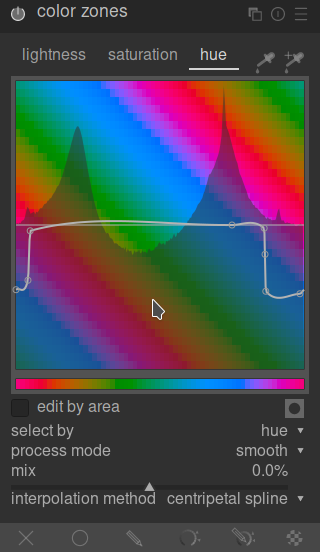 color zones
lightness saturation hue
edit by area
select by hue
process mode smooth
mix 0.0%
interpolation method centripetal spline